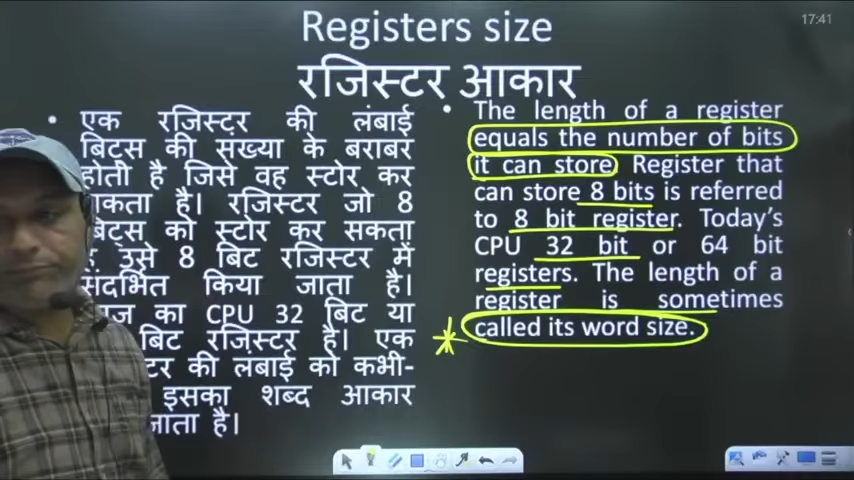 17:41
Registers size
रजिस्टर आकार
• एक रजिस्टर की लंबाई
बिट्स की संख्या के बराबर
होती है जिसे वह स्टोर कर
सकता है। रजिस्टर जो 8
बिट्स को स्टोर कर सकता
उसे 8 बिट रजिस्टर में
संदर्भित किया जाता है।
का CPU 32 बिट या
बिट रजिस्टर है। एक
की लंबाई को कभी-
इसका शब्द आकार
जाता है।
• The length of a register
equals the number of bits
it can store. Register that
can store 8 bits is referred
to 8 bit register. Today's
CPU 32 bit or 64 bit
registers. The length of a
register is sometimes
called its word size.